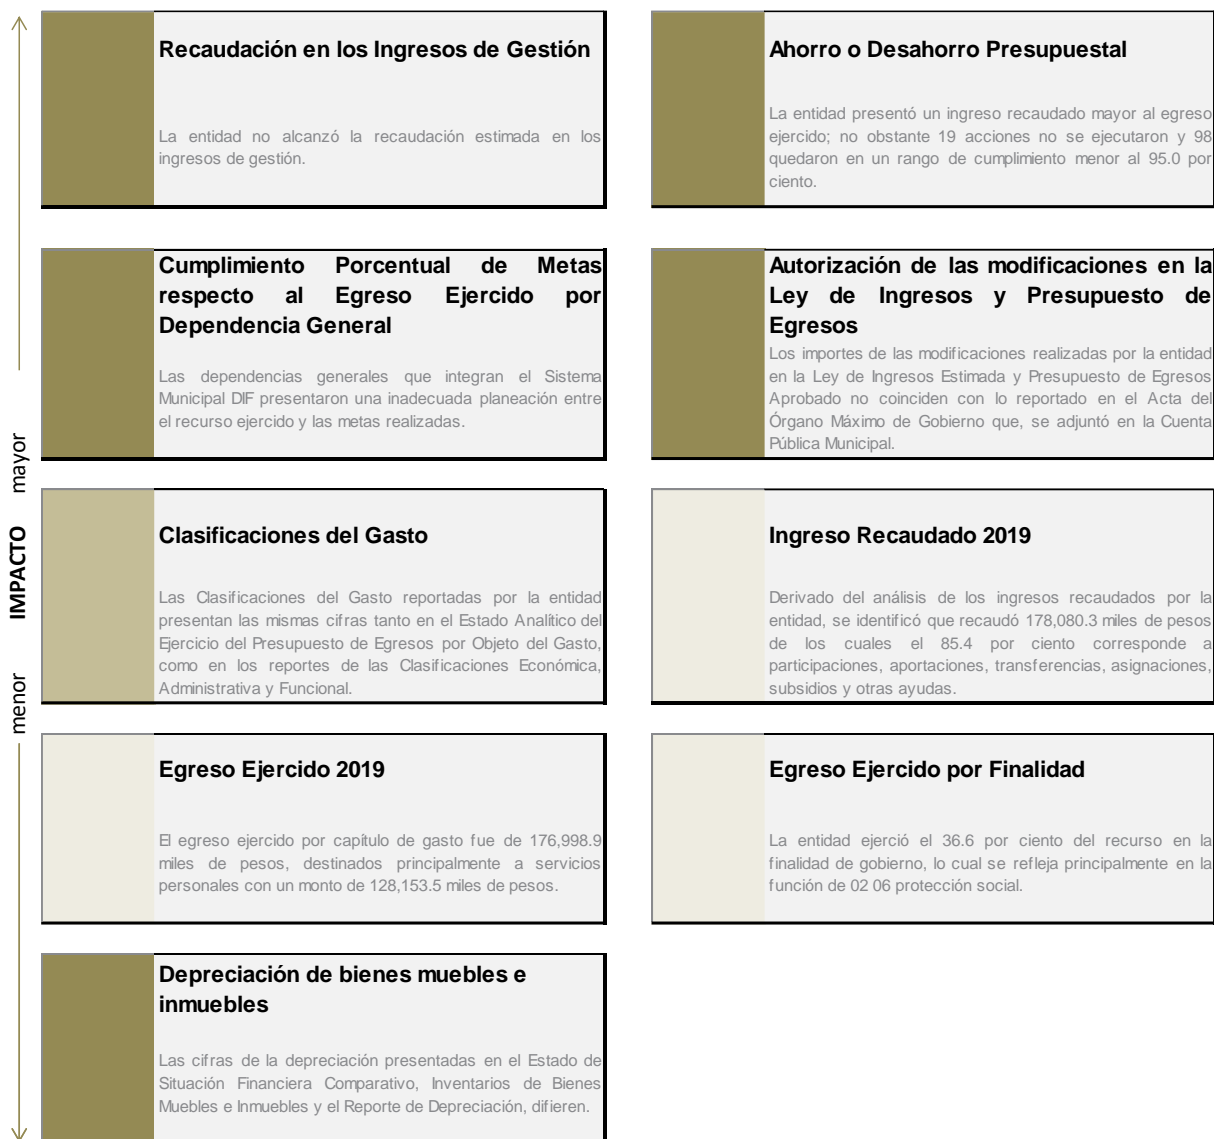 Recaudación en los Ingresos de Gestión
La entidad no alcanzó la recaudación estimada en los
ingresos de gestión.
Ahorro o Desahorro Presupuestal
La entidad presentó un ingreso recaudado mayor al egreso
ejercido; no obstante 19 acciones no se ejecutaron y 98
quedaron en un rango de cumplimiento menor al 95.0 por
ciento.
Cumplimiento Porcentual de Metas
respecto al Egreso Ejercido por
Dependencia General
Las dependencias generales que integran el Sistema
Municipal DIF presentaron una inadecuada planeación entre
el recurso ejercido y las metas realizadas.
Autorización de las modificaciones en la
Ley de Ingresos y Presupuesto de
Egresos
Los importes de las modificaciones realizadas por la entidad
en la Ley de Ingresos Estimada y Presupuesto de Egresos
Aprobado no coinciden con lo reportado en el Acta del
Órgano Máximo de Gobierno que, se adjuntó en la Cuenta
Pública Municipal.
menor IMPACTO mayor
Clasificaciones del Gasto
Las Clasificaciones del Gasto reportadas por la entidad
presentan las mismas cifras tanto en el Estado Analítico del
Ejercicio del Presupuesto de Egresos por Objeto del Gasto,
como en los reportes de las Clasificaciones Económica,
Administrativa y Funcional.
Ingreso Recaudado 2019
Derivado del análisis de los ingresos recaudados por la
entidad, se identificó que recaudó 178,080.3 miles de pesos
de los cuales el 85.4 por ciento corresponde a
participaciones, aportaciones, transferencias, asignaciones,
subsidios y otras ayudas.
Egreso Ejercido 2019
El egreso ejercido por capítulo de gasto fue de 176,998.9
miles de pesos, destinados principalmente a servicios
personales con un monto de 128,153.5 miles de pesos.
Egreso Ejercido por Finalidad
La entidad ejerció el 36.6 por ciento del recurso en la
finalidad de gobierno, lo cual se refleja principalmente en la
función de 02 06 protección social.
Depreciación de bienes muebles e
inmuebles
Las cifras de la depreciación presentadas en el Estado de
Situación Financiera Comparativo, Inventarios de Bienes
Muebles e Inmuebles y el Reporte de Depreciación, difieren.